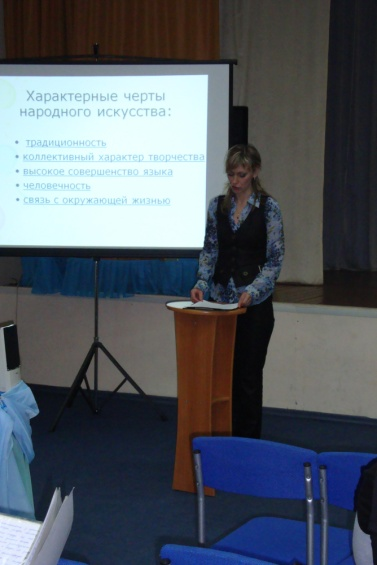 Характерные черты
народного искусства:
• традиционность
• коллективный характер творчества
• высокое совершенство языка
• человечность
• связь с окружающей жизнью